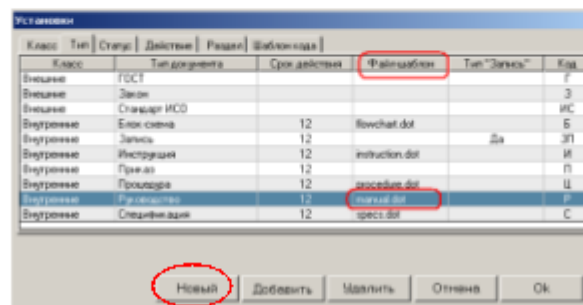 Установки
Класс Тип Статус Действие Раздел Шаблон кода
Класс Тип документа Срок действия Файл-шаблон Тип "Запись" Код
Внешние ГОСТ Г
Внешние Закон З
Внешние Стандарт ИСО ИС
Внутренние Блок-схема 12 flowchart.dot Б
Внутренние Запись 12 Да ЗП
Внутренние Инструкция 12 instruction.dot И
Внутренние Приказ 12 П
Внутренние Процедура 12 procedure.dot Ц
Внутренние Руководство 12 manual.dot Р
Внутренние Спецификация 12 specs.dot С
Новый Добавить Удалить Отмена Ok